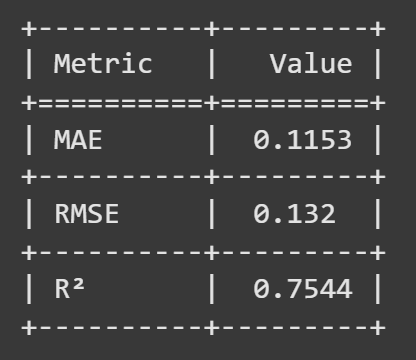 +----------+---------+
| Metric   |   Value |
+==========+=========+
| MAE      |  0.1153 |
+----------+---------+
| RMSE     |  0.132  |
+----------+---------+
| R²       |  0.7544 |
+----------+---------+